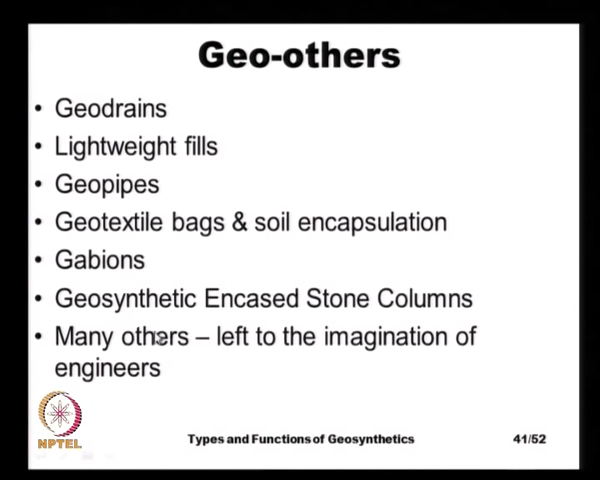 Geo-others
• Geodrains
• Lightweight fills
• Geopipes
• Geotextile bags & soil encapsulation
• Gabions
• Geosynthetic Encased Stone Columns
• Many others – left to the imagination of
engineers
NPTEL
Types and Functions of Geosynthetics
41/52